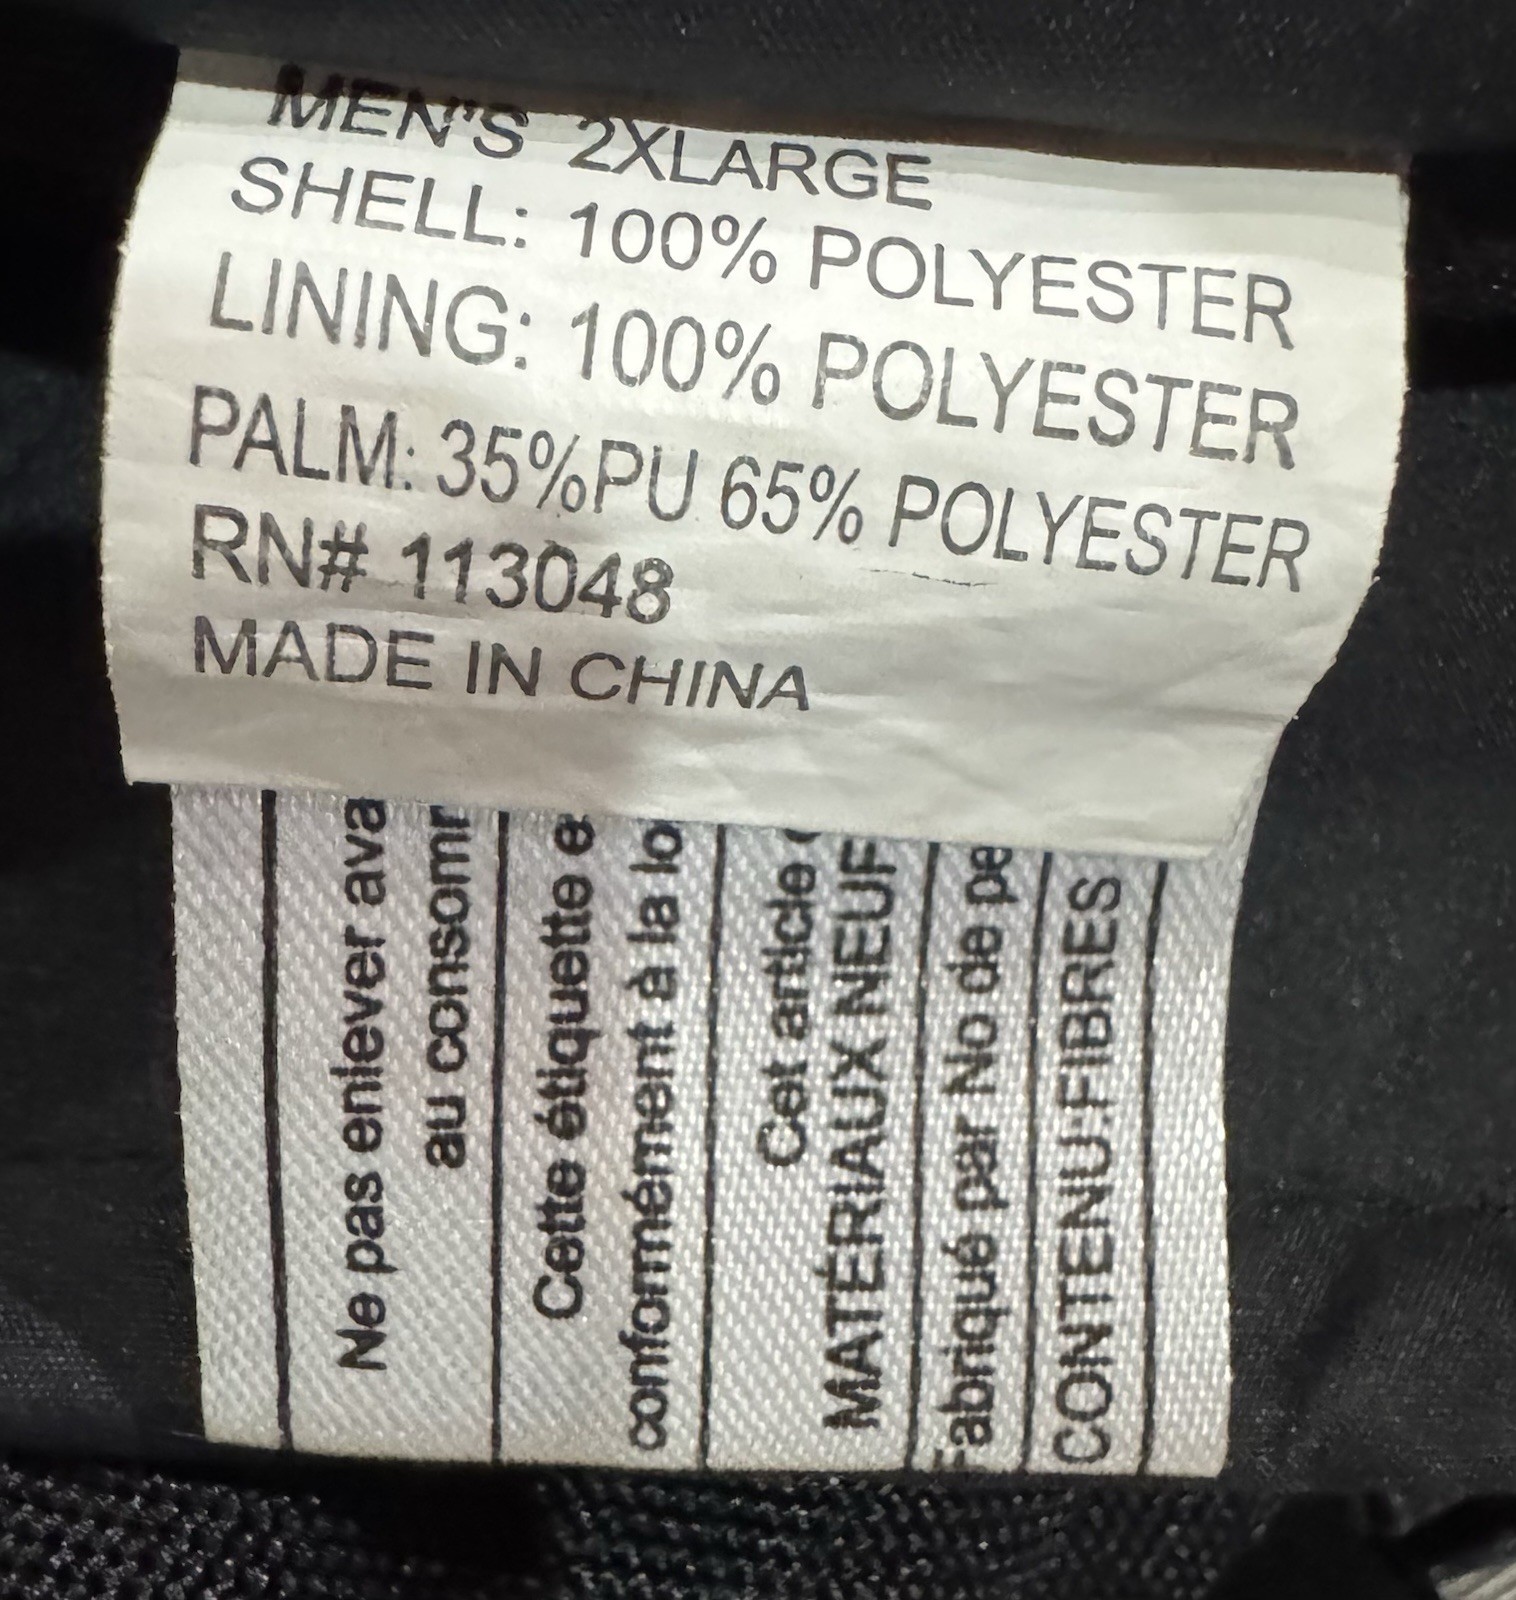 MEN'S 2XLARGE
SHELL: 100% POLYESTER
LINING: 100% POLYESTER
PALM: 35%PU 65% POLYESTER
RN# 113048
MADE IN CHINA
Ne pas enlever ava
au consom
Cette étiquette e
conformément à la lo
Cet article
MATÉRIAUX NEUF
Fabriqué par No de pe
CONTENU:FIBRES